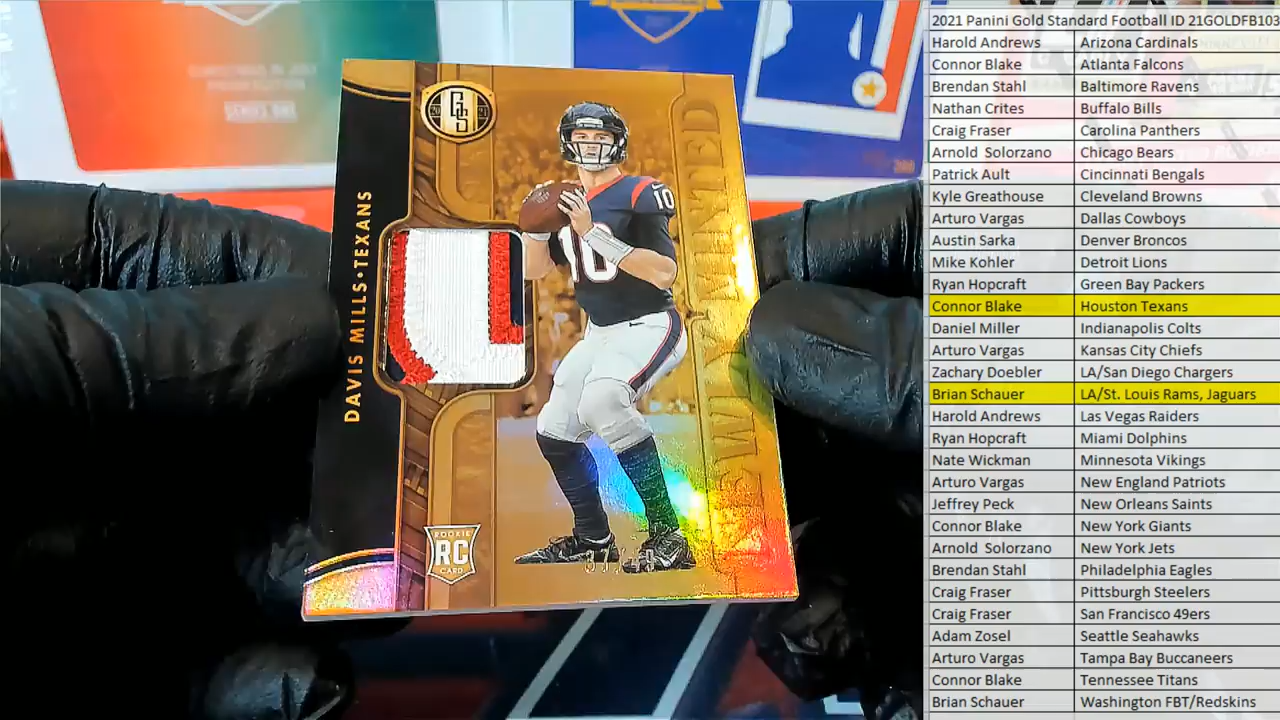 DAVIS MILLS•TEXANS
GS
10
10
NEWLY MINTED
ROOKIE
RC
CARD
SERIES ONE
2021 Panini Gold Standard Football ID 21GOLDFB103
Harold Andrews Arizona Cardinals
Connor Blake Atlanta Falcons
Brendan Stahl Baltimore Ravens
Nathan Crites Buffalo Bills
Craig Fraser Carolina Panthers
Arnold Solorzano Chicago Bears
Patrick Ault Cincinnati Bengals
Kyle Greathouse Cleveland Browns
Arturo Vargas Dallas Cowboys
Austin Sarka Denver Broncos
Mike Kohler Detroit Lions
Ryan Hopcraft Green Bay Packers
Connor Blake Houston Texans
Daniel Miller Indianapolis Colts
Arturo Vargas Kansas City Chiefs
Zachary Doebler LA/San Diego Chargers
Brian Schauer LA/St. Louis Rams, Jaguars
Harold Andrews Las Vegas Raiders
Ryan Hopcraft Miami Dolphins
Nate Wickman Minnesota Vikings
Arturo Vargas New England Patriots
Jeffrey Peck New Orleans Saints
Connor Blake New York Giants
Arnold Solorzano New York Jets
Brendan Stahl Philadelphia Eagles
Craig Fraser Pittsburgh Steelers
Craig Fraser San Francisco 49ers
Adam Zosel Seattle Seahawks
Arturo Vargas Tampa Bay Buccaneers
Connor Blake Tennessee Titans
Brian Schauer Washington FBT/Redskins